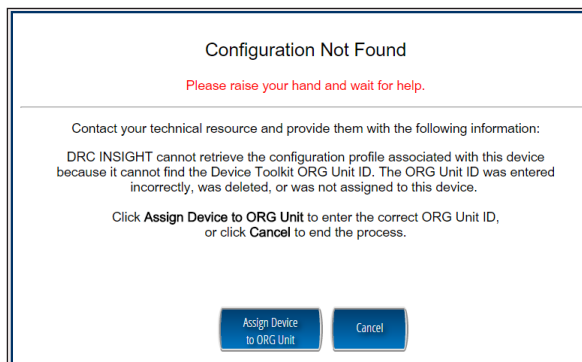 Configuration Not Found
Please raise your hand and wait for help.
Contact your technical resource and provide them with the following information:
DRC INSIGHT cannot retrieve the configuration profile associated with this device
because it cannot find the Device Toolkit ORG Unit ID. The ORG Unit ID was entered
incorrectly, was deleted, or was not assigned to this device.
Click Assign Device to ORG Unit to enter the correct ORG Unit ID,
or click Cancel to end the process.
Assign Device
to ORG Unit
Cancel